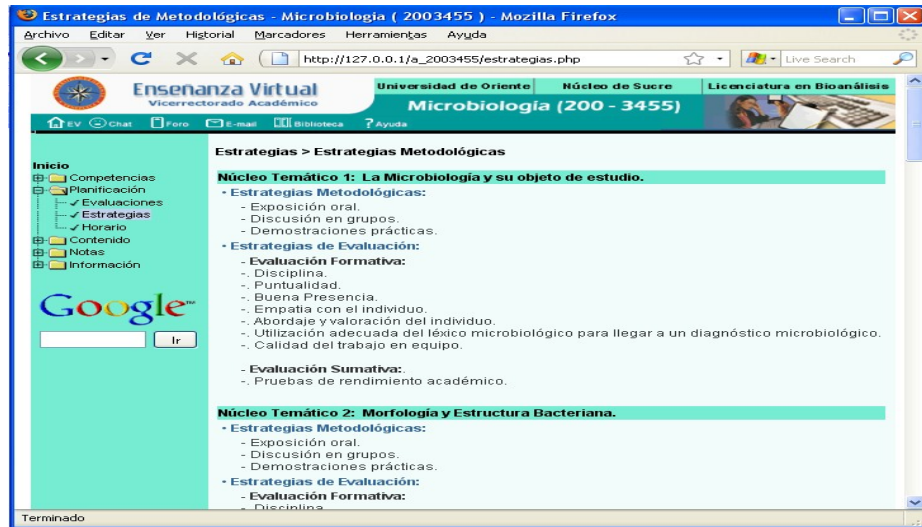 Estrategias de Metodológicas - Microbiologia ( 2003455 ) - Mozilla Firefox
Archivo Editar Ver Historial Marcadores Herramientas Ayuda
http://127.0.0.1/a_2003455/estrategias.php
Live Search
Enseñanza Virtual
Vicerrectorado Académico
Universidad de Oriente Núcleo de Sucre Licenciatura en Bioanálisis
Microbiología (200 - 3455)
EV Chat Foro E-mail Biblioteca ? Ayuda
Inicio
Competencias
Planificación
Evaluaciones
Estrategias
Horario
Contenido
Notas
Información
Google™
Ir
Estrategias > Estrategias Metodológicas
Núcleo Temático 1: La Microbiología y su objeto de estudio.
• Estrategias Metodológicas:
- Exposición oral.
- Discusión en grupos.
- Demostraciones prácticas.
• Estrategias de Evaluación:
- Evaluación Formativa:
-. Disciplina.
-. Puntualidad.
-. Buena Presencia.
-. Empatia con el individuo.
-. Abordaje y valoración del individuo.
-. Utilización adecuada del léxico microbiológico para llegar a un diagnóstico microbiológico.
-. Calidad del trabajo en equipo.
- Evaluación Sumativa:.
-. Pruebas de rendimiento académico.
Núcleo Temático 2: Morfología y Estructura Bacteriana.
• Estrategias Metodológicas:
- Exposición oral.
- Discusión en grupos.
- Demostraciones prácticas.
• Estrategias de Evaluación:
- Evaluación Formativa:
-. Disciplina.
Terminado